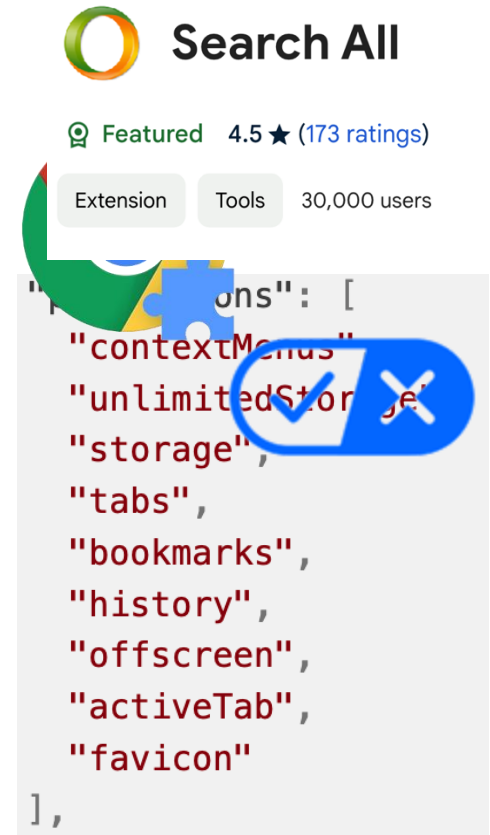 Search All
Featured 4.5 ★ (173 ratings)
Extension Tools 30,000 users
[
"contextMenus"
"unlimitedStorage"
"storage",
"tabs",
"bookmarks",
"history",
"offscreen",
"activeTab",
"favicon"
],